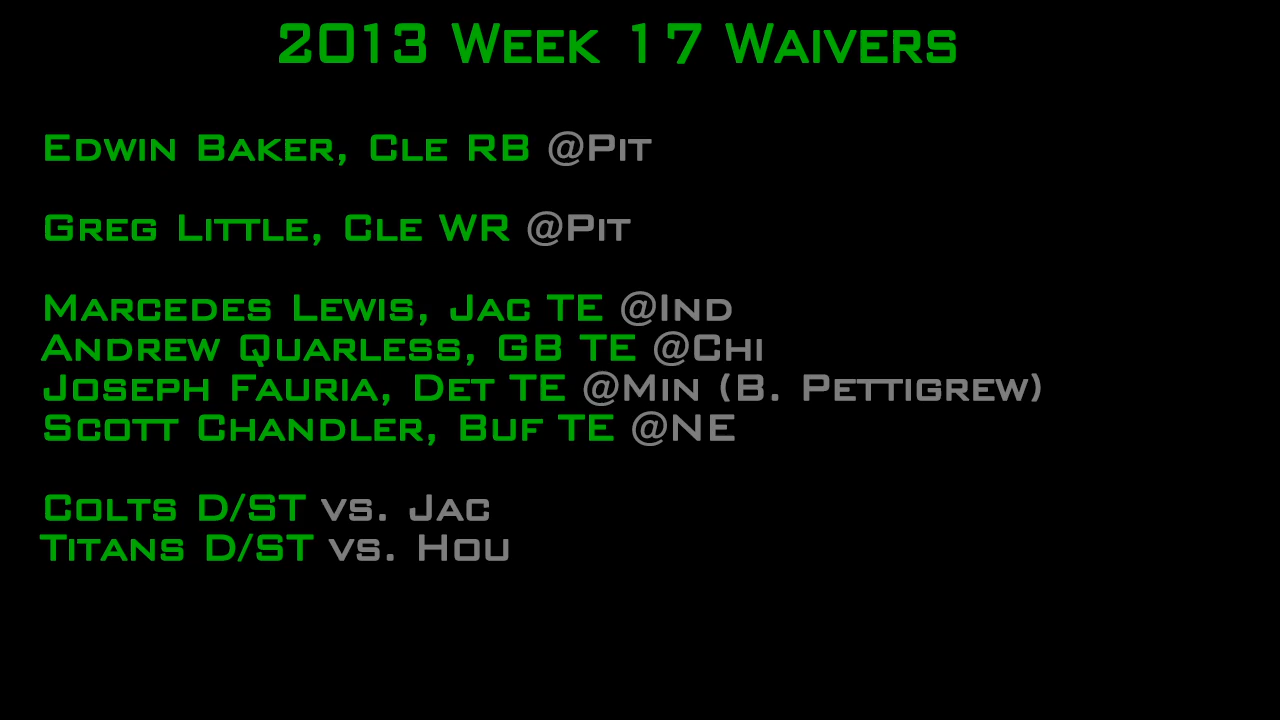 2013 Week 17 Waivers
Edwin Baker, Cle RB @Pit
Greg Little, Cle WR @Pit
Marcedes Lewis, Jac TE @Ind
Andrew Quarless, GB TE @Chi
Joseph Fauria, Det TE @Min (B. Pettigrew)
Scott Chandler, Buf TE @NE
Colts D/ST vs. Jac
Titans D/ST vs. Hou